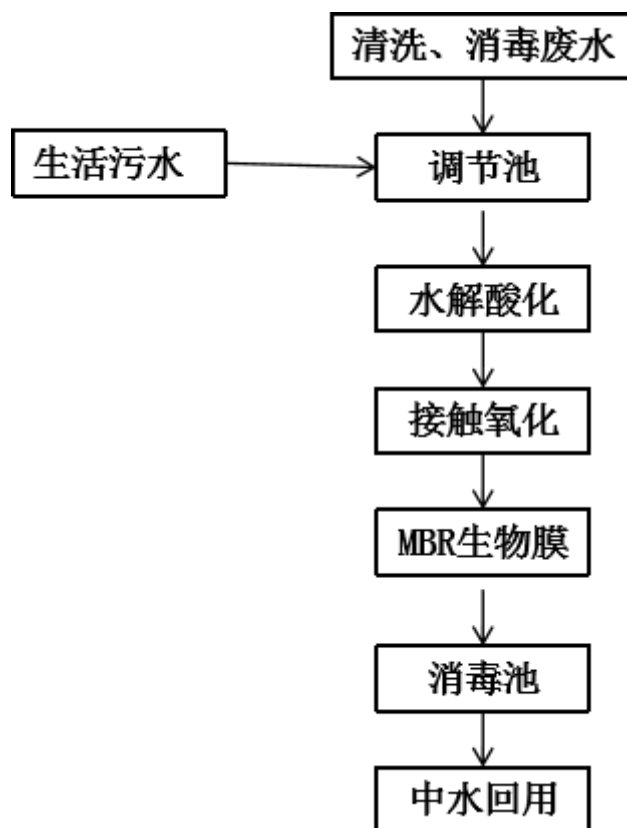 清洗、消毒废水
生活污水
调节池
水解酸化
接触氧化
MBR生物膜
消毒池
中水回用